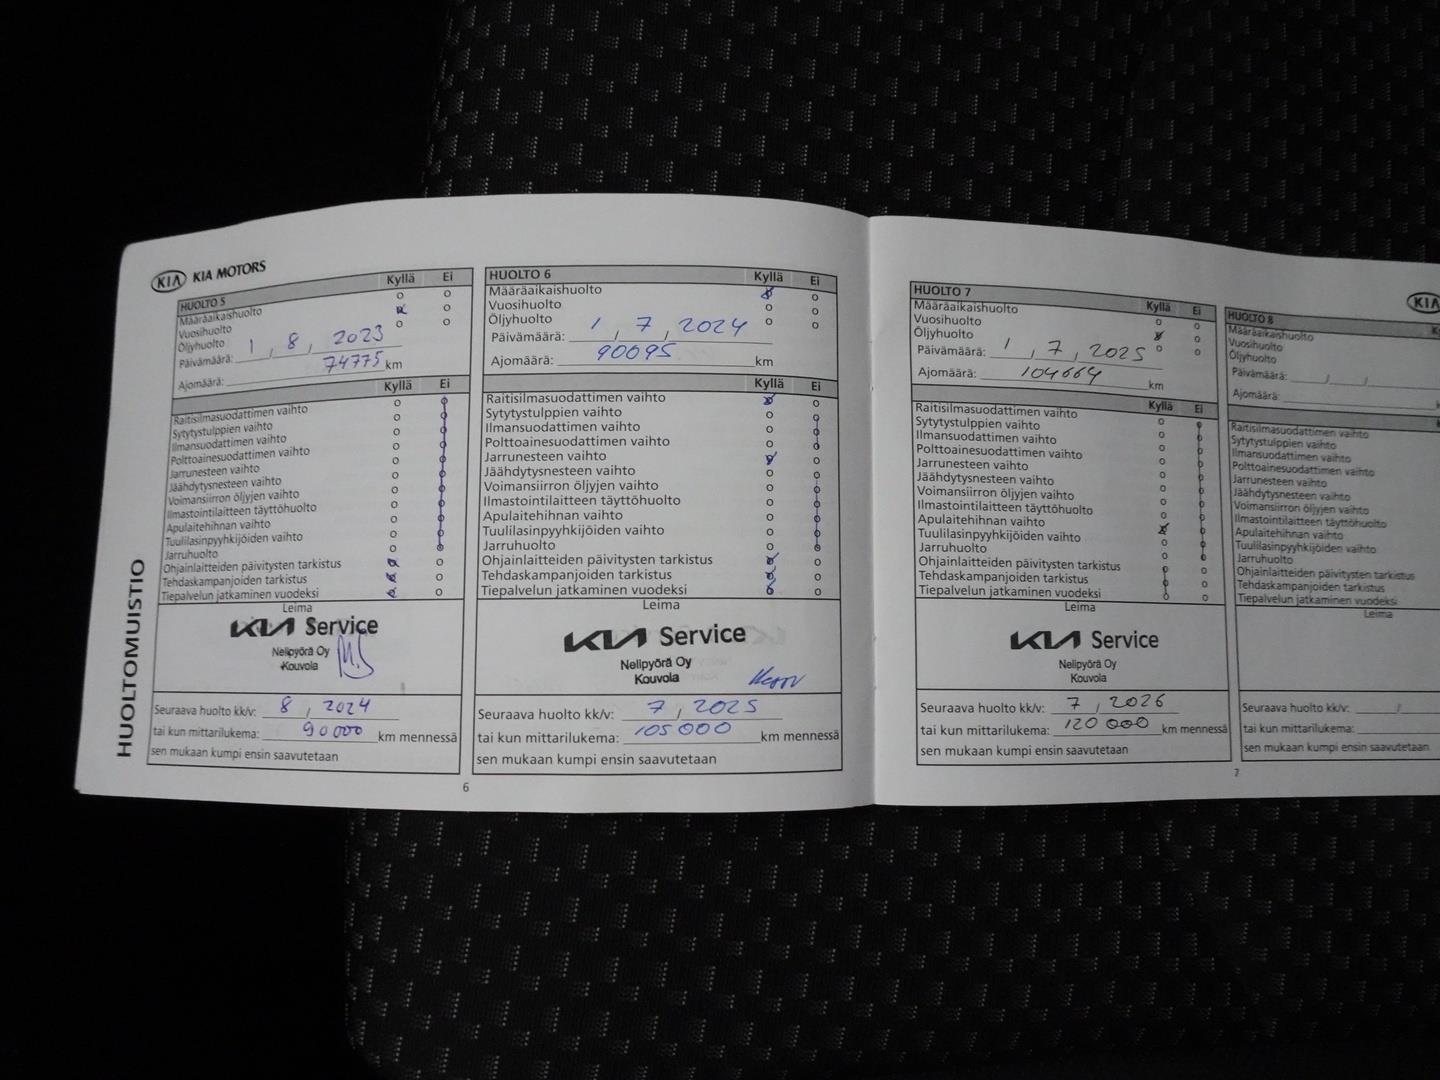 HUOLTOMUISTIO
KIA KIA MOTORS
HUOLTO 5 Kyllä Ei
Määräaikaishuolto
Vuosihuolto
Öljyhuolto
Päivämäärä: 1, 8, 2023
Ajomäärä: 74775 km
Kyllä Ei
Raitisilmasuodattimen vaihto
Sytytystulppien vaihto
Ilmansuodattimen vaihto
Polttoainesuodattimen vaihto
Jarrunesteen vaihto
Jäähdytysnesteen vaihto
Voimansiirron öljyjen vaihto
Ilmastointilaitteen täyttöhuolto
Apulaitehihnan vaihto
Tuulilasinpyyhkijöiden vaihto
Jarruhuolto
Ohjainlaitteiden päivitysten tarkistus
Tehdaskampanjoiden tarkistus
Tiepalvelun jatkaminen vuodeksi
Leima
KIA Service
Nelipyörä Oy
Kouvola
Seuraava huolto kk/v: 8, 2024
tai kun mittarilukema: 90000 km mennessä
sen mukaan kumpi ensin saavutetaan
HUOLTO 6 Kyllä Ei
Määräaikaishuolto
Vuosihuolto
Öljyhuolto
Päivämäärä: 1, 7, 2024
Ajomäärä: 90095 km
Kyllä Ei
Raitisilmasuodattimen vaihto
Sytytystulppien vaihto
Ilmansuodattimen vaihto
Polttoainesuodattimen vaihto
Jarrunesteen vaihto
Jäähdytysnesteen vaihto
Voimansiirron öljyjen vaihto
Ilmastointilaitteen täyttöhuolto
Apulaitehihnan vaihto
Tuulilasinpyyhkijöiden vaihto
Jarruhuolto
Ohjainlaitteiden päivitysten tarkistus
Tehdaskampanjoiden tarkistus
Tiepalvelun jatkaminen vuodeksi
Leima
KIA Service
Nelipyörä Oy
Kouvola
Seuraava huolto kk/v: 7, 2025
tai kun mittarilukema: 105000 km mennessä
sen mukaan kumpi ensin saavutetaan
6
HUOLTO 7 Kyllä Ei
Määräaikaishuolto
Vuosihuolto
Öljyhuolto
Päivämäärä: 1, 7, 2025
Ajomäärä: 104664 km
Kyllä Ei
Raitisilmasuodattimen vaihto
Sytytystulppien vaihto
Ilmansuodattimen vaihto
Polttoainesuodattimen vaihto
Jarrunesteen vaihto
Jäähdytysnesteen vaihto
Voimansiirron öljyjen vaihto
Ilmastointilaitteen täyttöhuolto
Apulaitehihnan vaihto
Tuulilasinpyyhkijöiden vaihto
Jarruhuolto
Ohjainlaitteiden päivitysten tarkistus
Tehdaskampanjoiden tarkistus
Tiepalvelun jatkaminen vuodeksi
Leima
KIA Service
Nelipyörä Oy
Kouvola
Seuraava huolto kk/v: 7, 2026
tai kun mittarilukema: 120000 km mennessä
sen mukaan kumpi ensin saavutetaan
KIA
HUOLTO 8
Määräaikaishuolto
Vuosihuolto
Öljyhuolto
Päivämäärä: / /
Ajomäärä:
Raitisilmasuodattimen vaihto
Sytytystulppien vaihto
Ilmansuodattimen vaihto
Polttoainesuodattimen vaihto
Jarrunesteen vaihto
Jäähdytysnesteen vaihto
Voimansiirron öljyjen vaihto
Ilmastointilaitteen täyttöhuolto
Apulaitehihnan vaihto
Tuulilasinpyyhkijöiden vaihto
Jarruhuolto
Ohjainlaitteiden päivitysten tarkistus
Tehdaskampanjoiden tarkistus
Tiepalvelun jatkaminen vuodeksi
Leima
Seuraava huolto kk/v: /
tai kun mittarilukema:
sen mukaan kumpi ensin saavutetaan
7